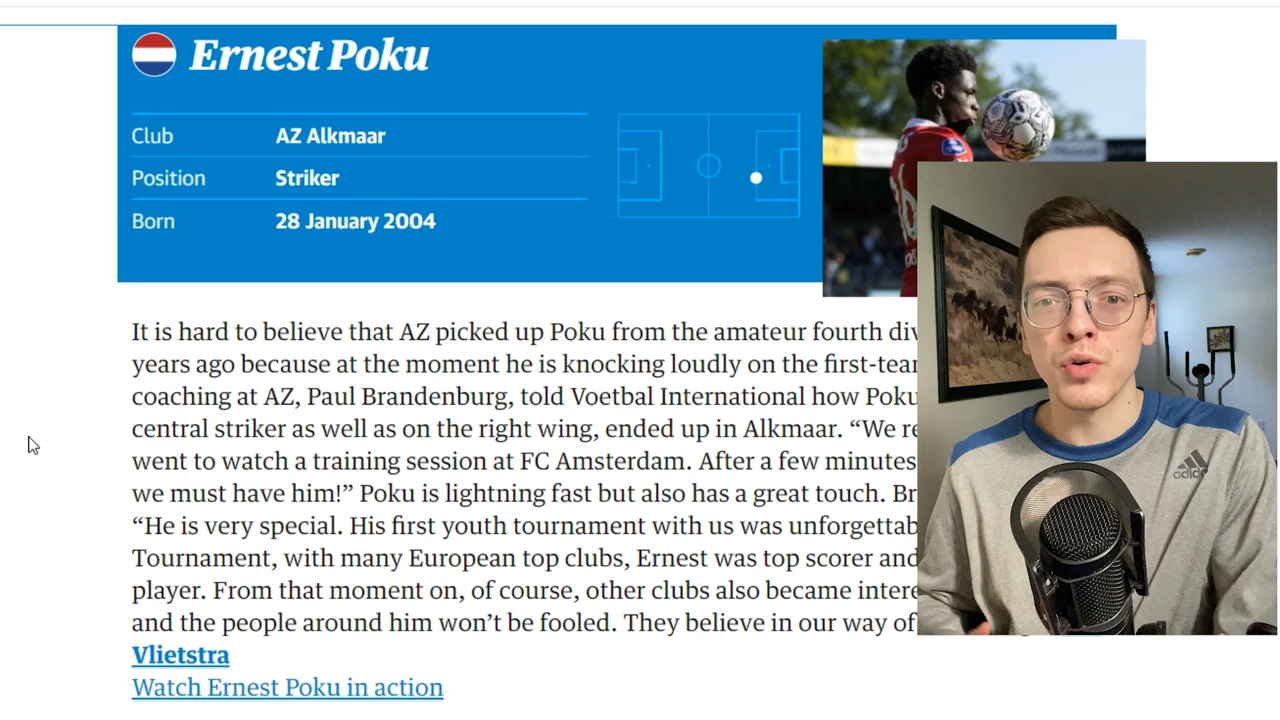 Ernest Poku
Club AZ Alkmaar
Position Striker
Born 28 January 2004
It is hard to believe that AZ picked up Poku from the amateur fourth
years ago because at the moment he is knocking loudly on the
coaching at AZ, Paul Brandenburg, told Voetbal International how Poku
central striker as well as on the right wing, ended up in Alkmaar. “We
went to watch a training session at FC Amsterdam. After a few minutes
we must have him!” Poku is lightning fast but also has a great touch.
“He is very special. His first youth tournament with us was
Tournament, with many European top clubs, Ernest was top scorer and
player. From that moment on, of course, other clubs also became
and the people around him won’t be fooled. They believe in our way of
Vlietstra
Watch Ernest Poku in action
adidas